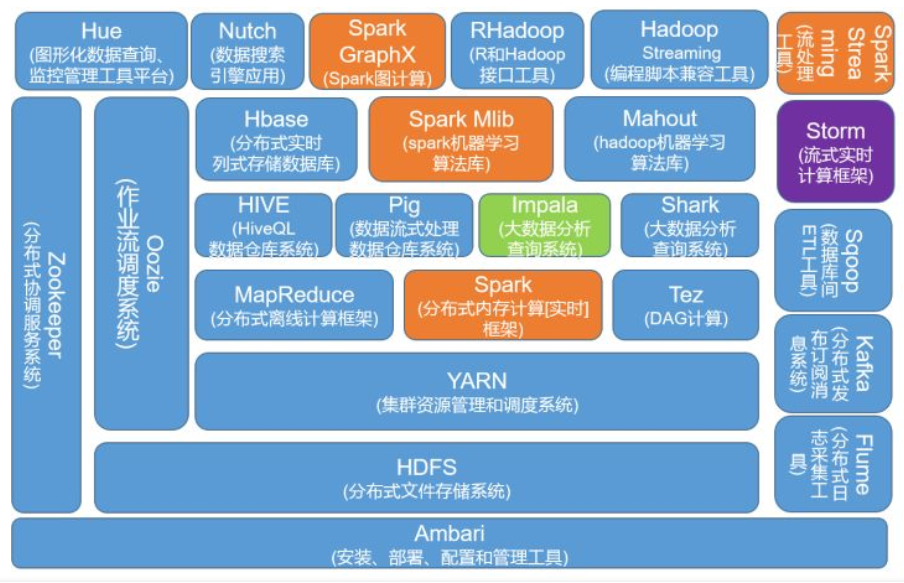 Hue
(图形化数据查询、
监控管理工具平台)
Nutch
(数据搜索
引擎应用)
Spark
GraphX
(Spark图计算)
RHadoop
(R和Hadoop
接口工具)
Hadoop
Streaming
(编程脚本兼容工具)
Spark
Strea
ming
(流处理
工具)
Zookeeper
(分布式协调服务系统)
Oozie
(作业流调度系统)
Hbase
(分布式实时
列式存储数据库)
Spark Mlib
(spark机器学习
算法库)
Mahout
(hadoop机器学习
算法库)
Storm
(流式实时
计算框架)
HIVE
(HiveQL
数据仓库系统)
Pig
(数据流式处理
数据仓库系统)
Impala
(大数据分析
查询系统)
Shark
(大数据分析
查询系统)
Sqoop
(数据库间
ETL工具)
MapReduce
(分布式离线计算框架)
Spark
(分布式内存计算[实时]
框架)
Tez
(DAG计算)
Kafka
(分布式发
布订阅消
息系统)
YARN
(集群资源管理和调度系统)
Flume
(分布式日
志采集工
具)
HDFS
(分布式文件存储系统)
Ambari
(安装、部署、配置和管理工具)